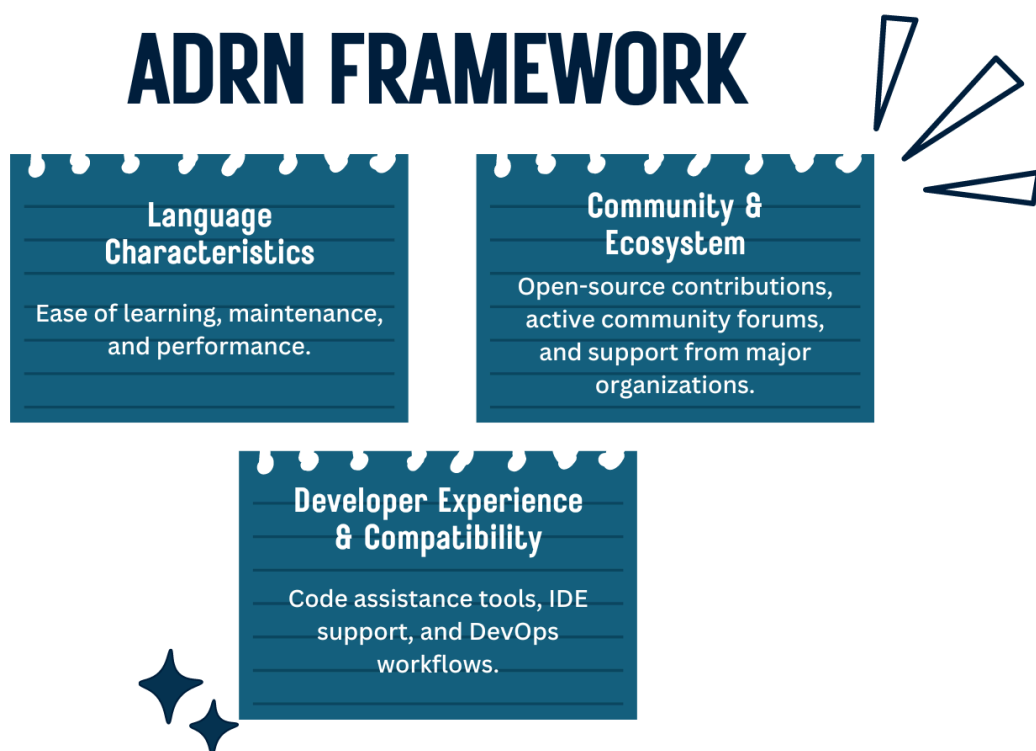 ADRN FRAMEWORK
Language
Characteristics
Ease of learning, maintenance,
and performance.
Community &
Ecosystem
Open-source contributions,
active community forums,
and support from major
organizations.
Developer Experience
& Compatibility
Code assistance tools, IDE
support, and DevOps
workflows.